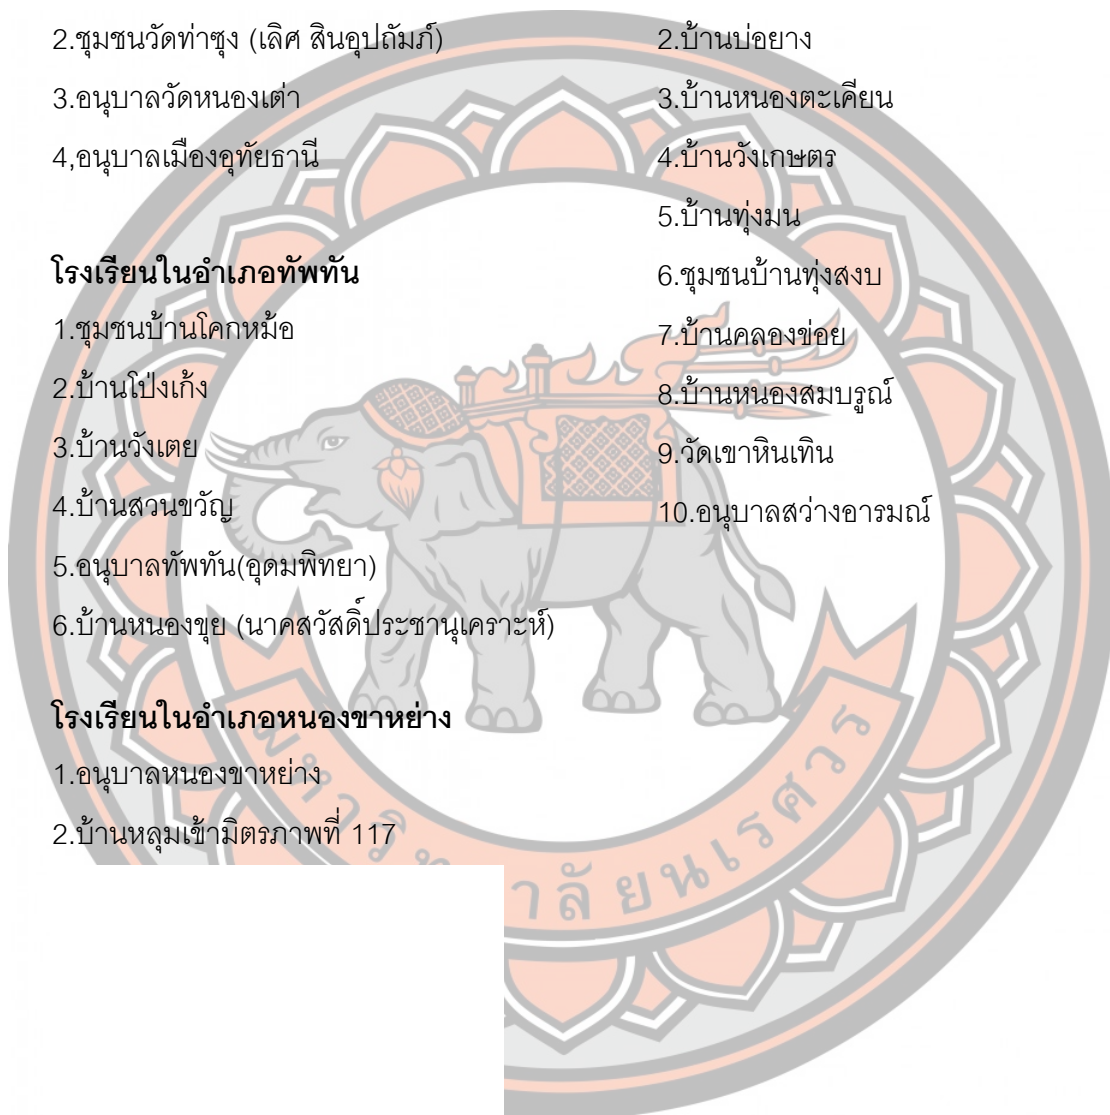 2.ชุมชนวัดท่าซุง (เลิศ สินอุปถัมภ์)
3.อนุบาลวัดหนองเต่า
4,อนุบาลเมืองอุทัยธานี
โรงเรียนในอำเภอทัพทัน
1.ชุมชนบ้านโคกหม้อ
2.บ้านโป่งเก้ง
3.บ้านวังเตย
4.บ้านสวนขวัญ
5.อนุบาลทัพทัน(อุดมพิทยา)
6.บ้านหนองขุย (นาคสวัสดิ์ประชานุเคราะห์)
โรงเรียนในอำเภอหนองขาหย่าง
1.อนุบาลหนองขาหย่าง
2.บ้านหลุมเข้ามิตรภาพที่ 117
2.บ้านบ่อยาง
3.บ้านหนองตะเคียน
4.บ้านวังเกษตร
5.บ้านทุ่งมน
6.ชุมชนบ้านทุ่งสงบ
7.บ้านคลองข่อย
8.บ้านหนองสมบรูณ์
9.วัดเขาหินเทิน
10.อนุบาลสว่างอารมณ์